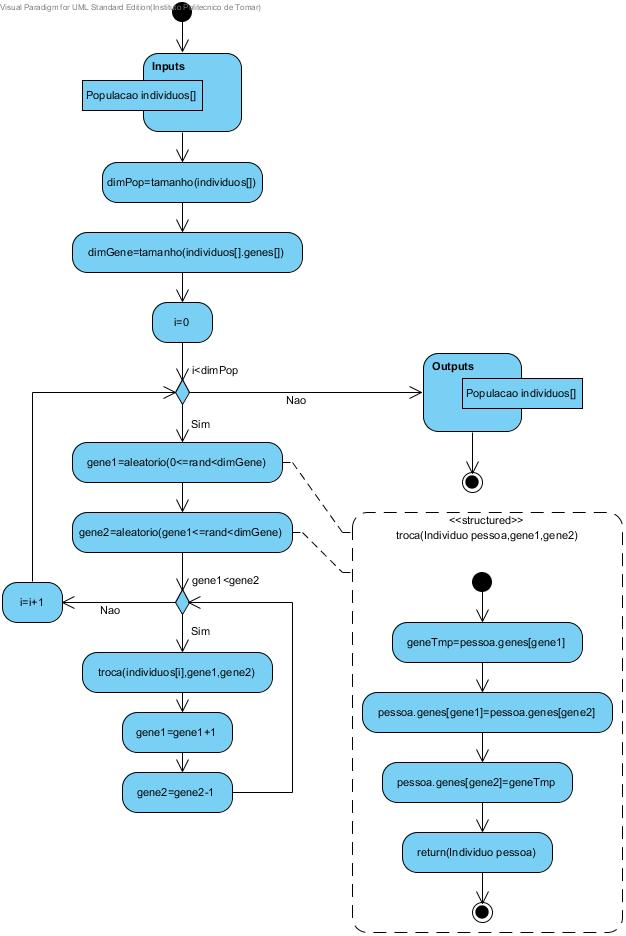 Visual Paradigm for UML Standard Edition(Instituto Politecnico de Tomar)
Inputs
Populacao individuos[]
dimPop=tamanho(individuos[])
dimGene=tamanho(individuos[].genes[])
i=0
i<dimPop
Nao
Outputs
Populacao individuos[]
Sim
gene1=aleatorio(0<=rand<dimGene)
gene2=aleatorio(gene1<=rand<dimGene)
gene1<gene2
i=i+1
Nao
Sim
troca(individuos[i],gene1,gene2)
gene1=gene1+1
gene2=gene2-1
<<structured>>
troca(Individuo pessoa,gene1,gene2)
geneTmp=pessoa.genes[gene1]
pessoa.genes[gene1]=pessoa.genes[gene2]
pessoa.genes[gene2]=geneTmp
return(Individuo pessoa)